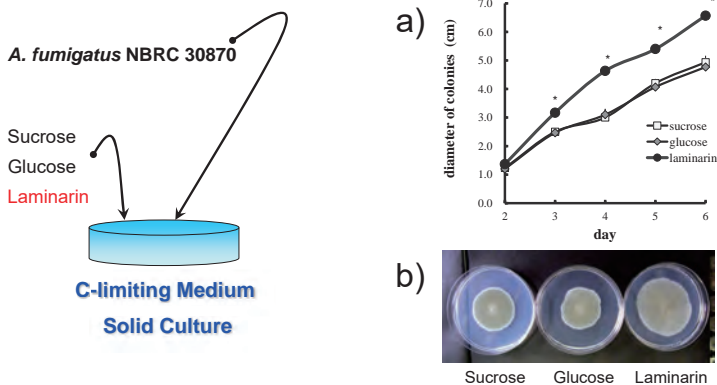 A. fumigatus NBRC 30870
Sucrose
Glucose
Laminarin
C-limiting Medium
Solid Culture
a)
diameter of colonies (cm)
7.0
6.0
5.0
4.0
3.0
2.0
1.0
0.0
*
*
*
sucrose
glucose
laminarin
2
3
4
5
6
day
b)
Sucrose
Glucose
Laminarin